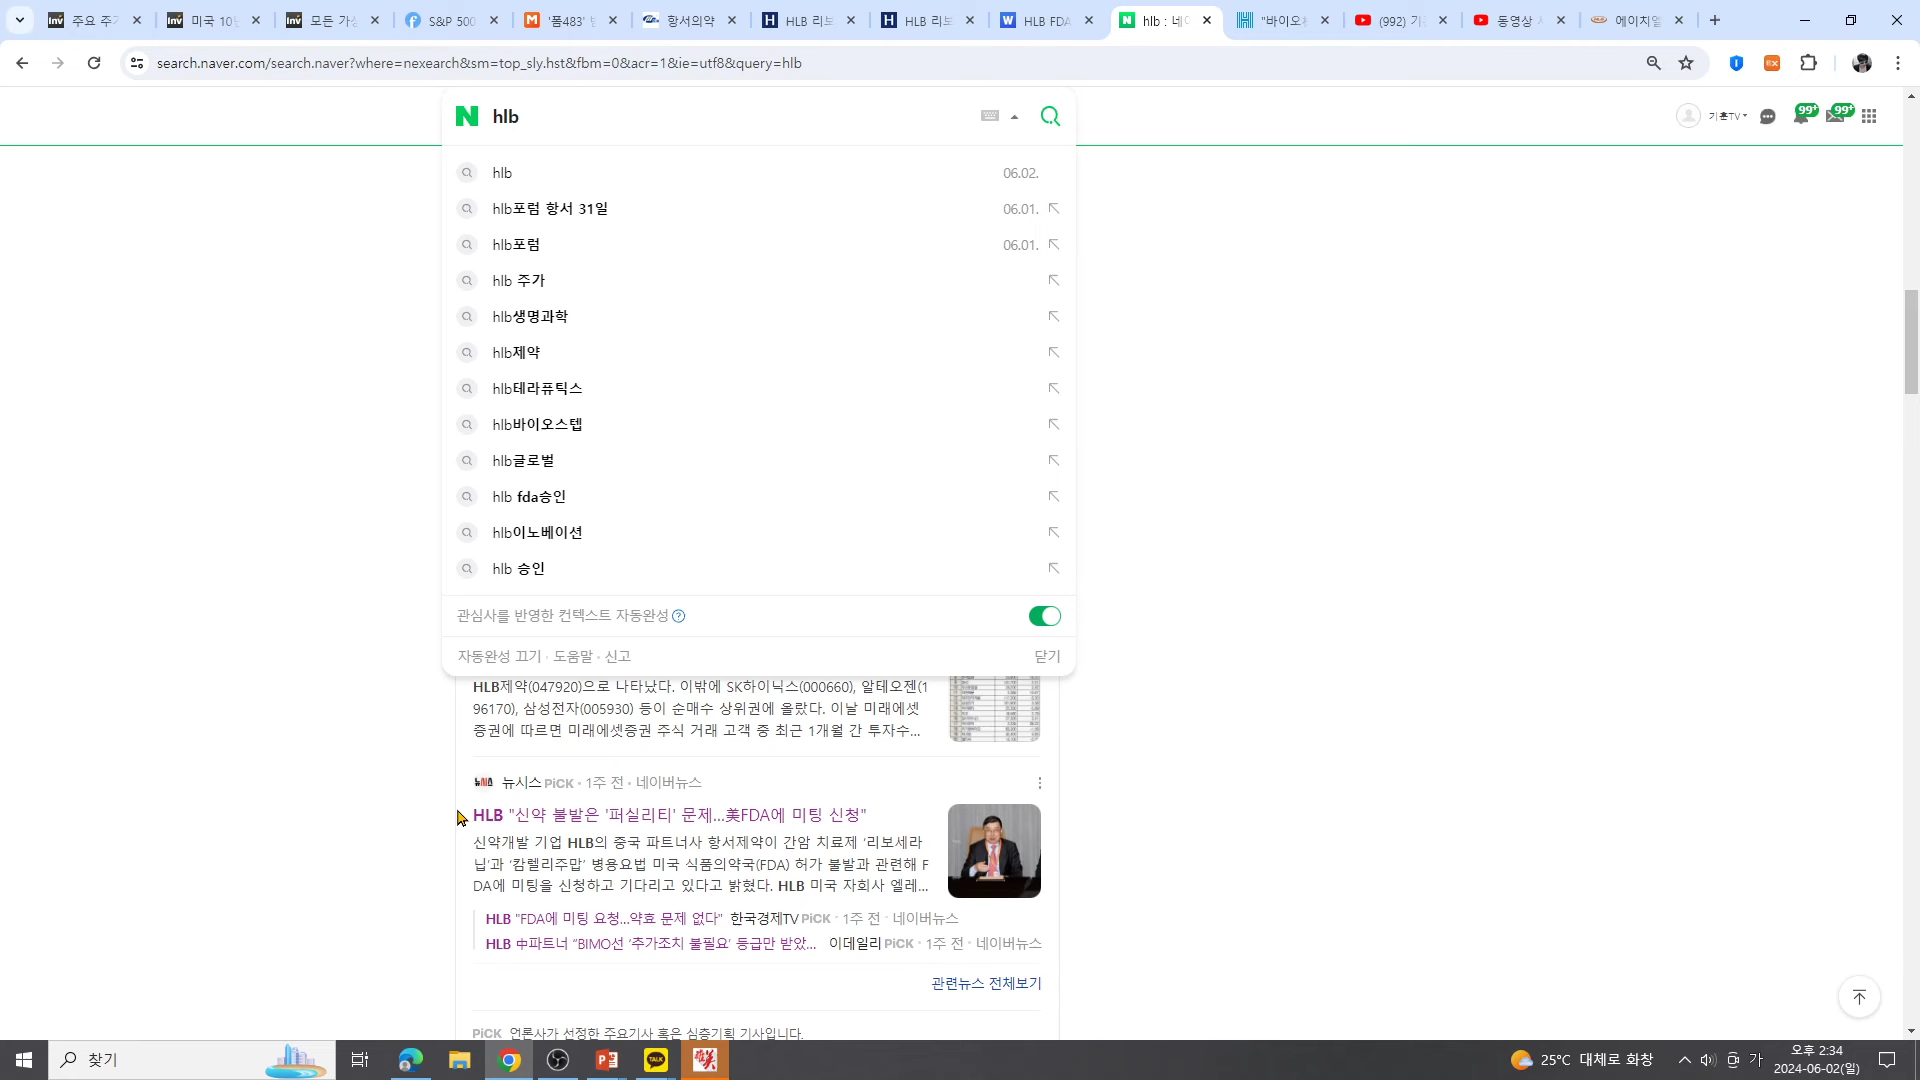 주요 주가
미국 10년
모든 가상
S&P 500
'폼483' 받
항서의약
HLB 리보
HLB 리보
HLB FDA
hlb : 네이
"바이오
(992) 기
동영상
에이치엘
search.naver.com/search.naver?where=nexearch&sm=top_sly.hst&fbm=0&acr=1&ie=utf8&query=hlb
hlb
기훈TV
99+
99+
hlb 06.02.
hlb포럼 항서 31일 06.01.
hlb포럼 06.01.
hlb 주가
hlb생명과학
hlb제약
hlb테라퓨틱스
hlb바이오스텝
hlb글로벌
hlb fda승인
hlb이노베이션
hlb 승인
관심사를 반영한 컨텍스트 자동완성
자동완성 끄기 · 도움말 · 신고 닫기
HLB제약(047920)으로 나타났다. 이밖에 SK하이닉스(000660), 알테오젠(1
96170), 삼성전자(005930) 등이 순매수 상위권에 올랐다. 이날 미래에셋
증권에 따르면 미래에셋증권 주식 거래 고객 중 최근 1개월 간 투자수...
뉴시스 PiCK · 1주 전 · 네이버뉴스
HLB "신약 불발은 '퍼실리티' 문제...美FDA에 미팅 신청"
신약개발 기업 HLB의 중국 파트너사 항서제약이 간암 치료제 '리보세라
닙'과 '캄렐리주맙' 병용요법 미국 식품의약국(FDA) 허가 불발과 관련해 F
DA에 미팅을 신청하고 기다리고 있다고 밝혔다. HLB 미국 자회사 엘레...
HLB "FDA에 미팅 요청...약효 문제 없다" 한국경제TV PiCK · 1주 전 · 네이버뉴스
HLB 中파트너 "BIMO선 '추가조치 불필요' 등급만 받았... 이데일리 PiCK · 1주 전 · 네이버뉴스
관련뉴스 전체보기
PiCK 언론사가 선정한 주요기사 혹은 심층기획 기사입니다.
찾기
25°C 대체로 화창
가
오후 2:34
2024-06-02(일)